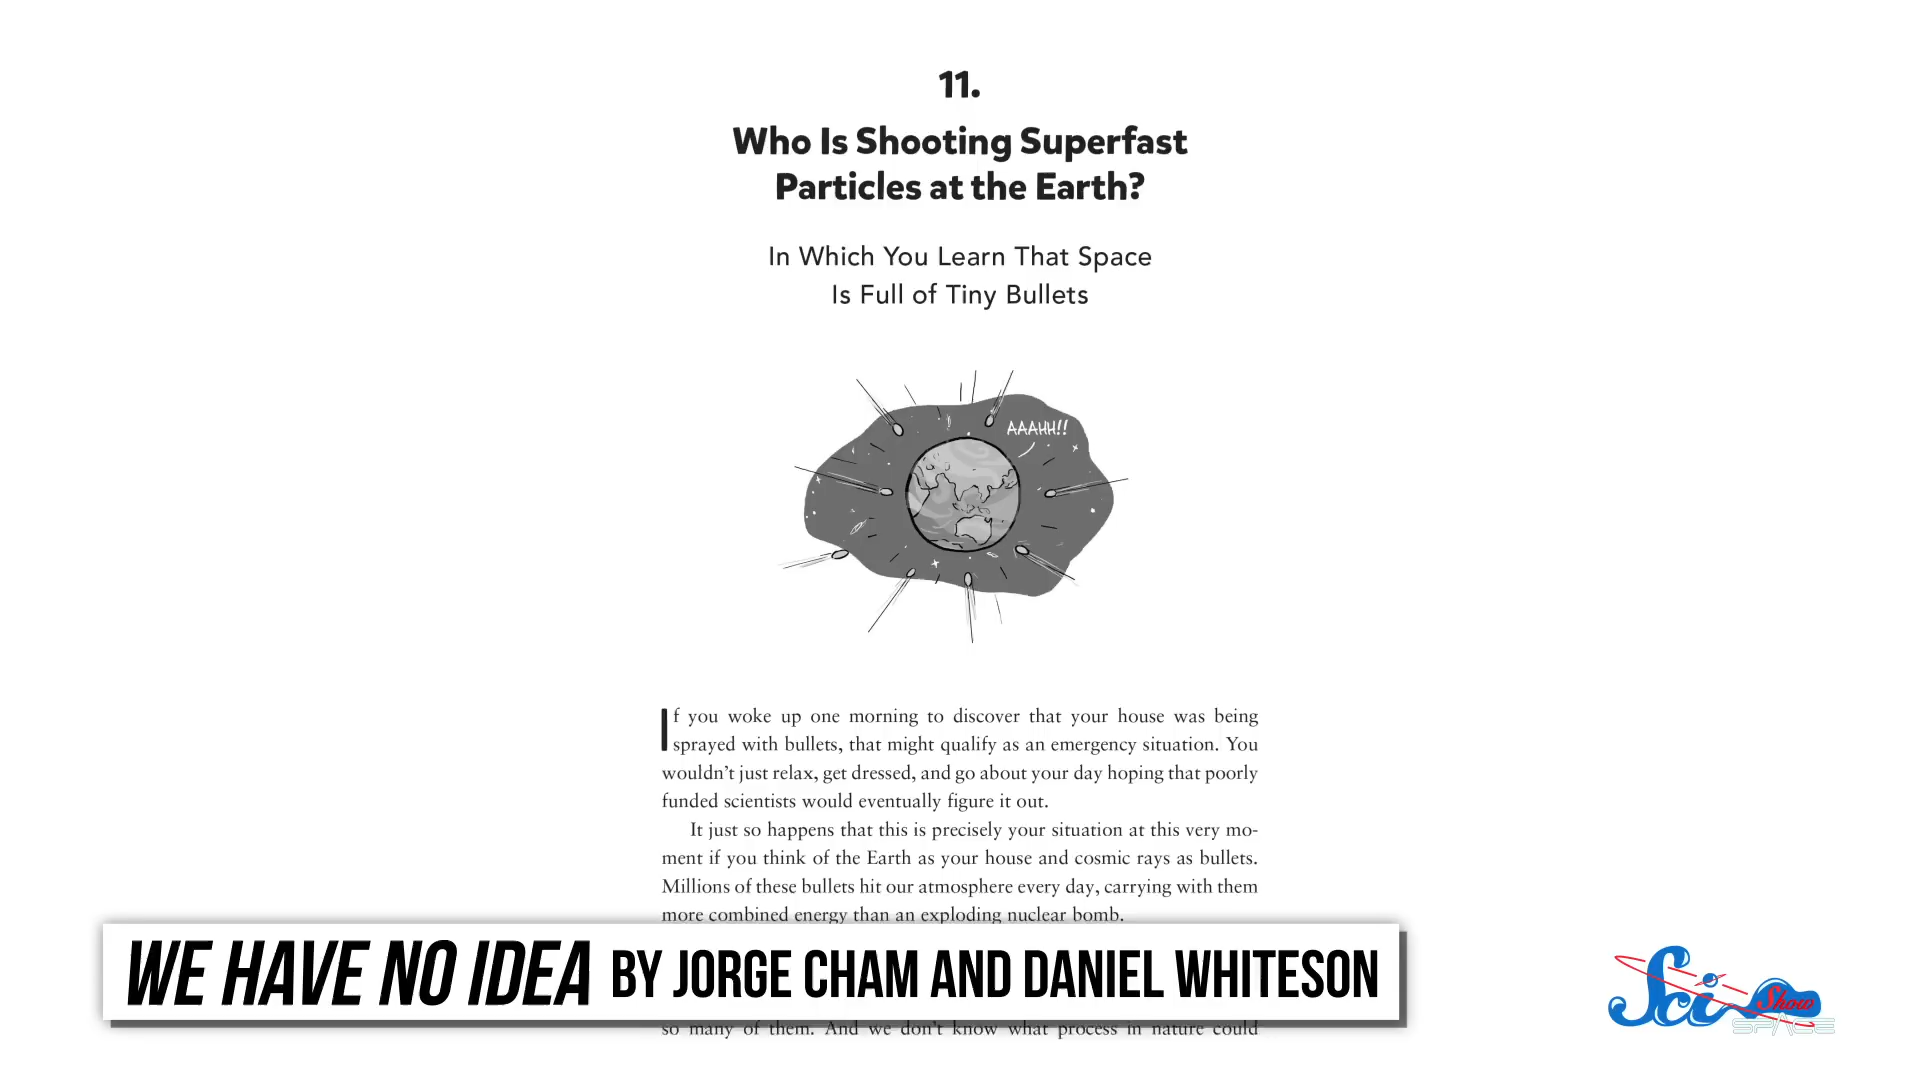 11.
Who Is Shooting Superfast
Particles at the Earth?
In Which You Learn That Space
Is Full of Tiny Bullets
AAAHH!!
If you woke up one morning to discover that your house was being
sprayed with bullets, that might qualify as an emergency situation. You
wouldn't just relax, get dressed, and go about your day hoping that poorly
funded scientists would eventually figure it out.
It just so happens that this is precisely your situation at this very mo-
ment if you think of the Earth as your house and cosmic rays as bullets.
Millions of these bullets hit our atmosphere every day, carrying with them
more combined energy than an exploding nuclear bomb.
WE HAVE NO IDEA BY JORGE CHAM AND DANIEL WHITESON
so many of them. And we don't know what process in nature could
Sci Show
SPACE